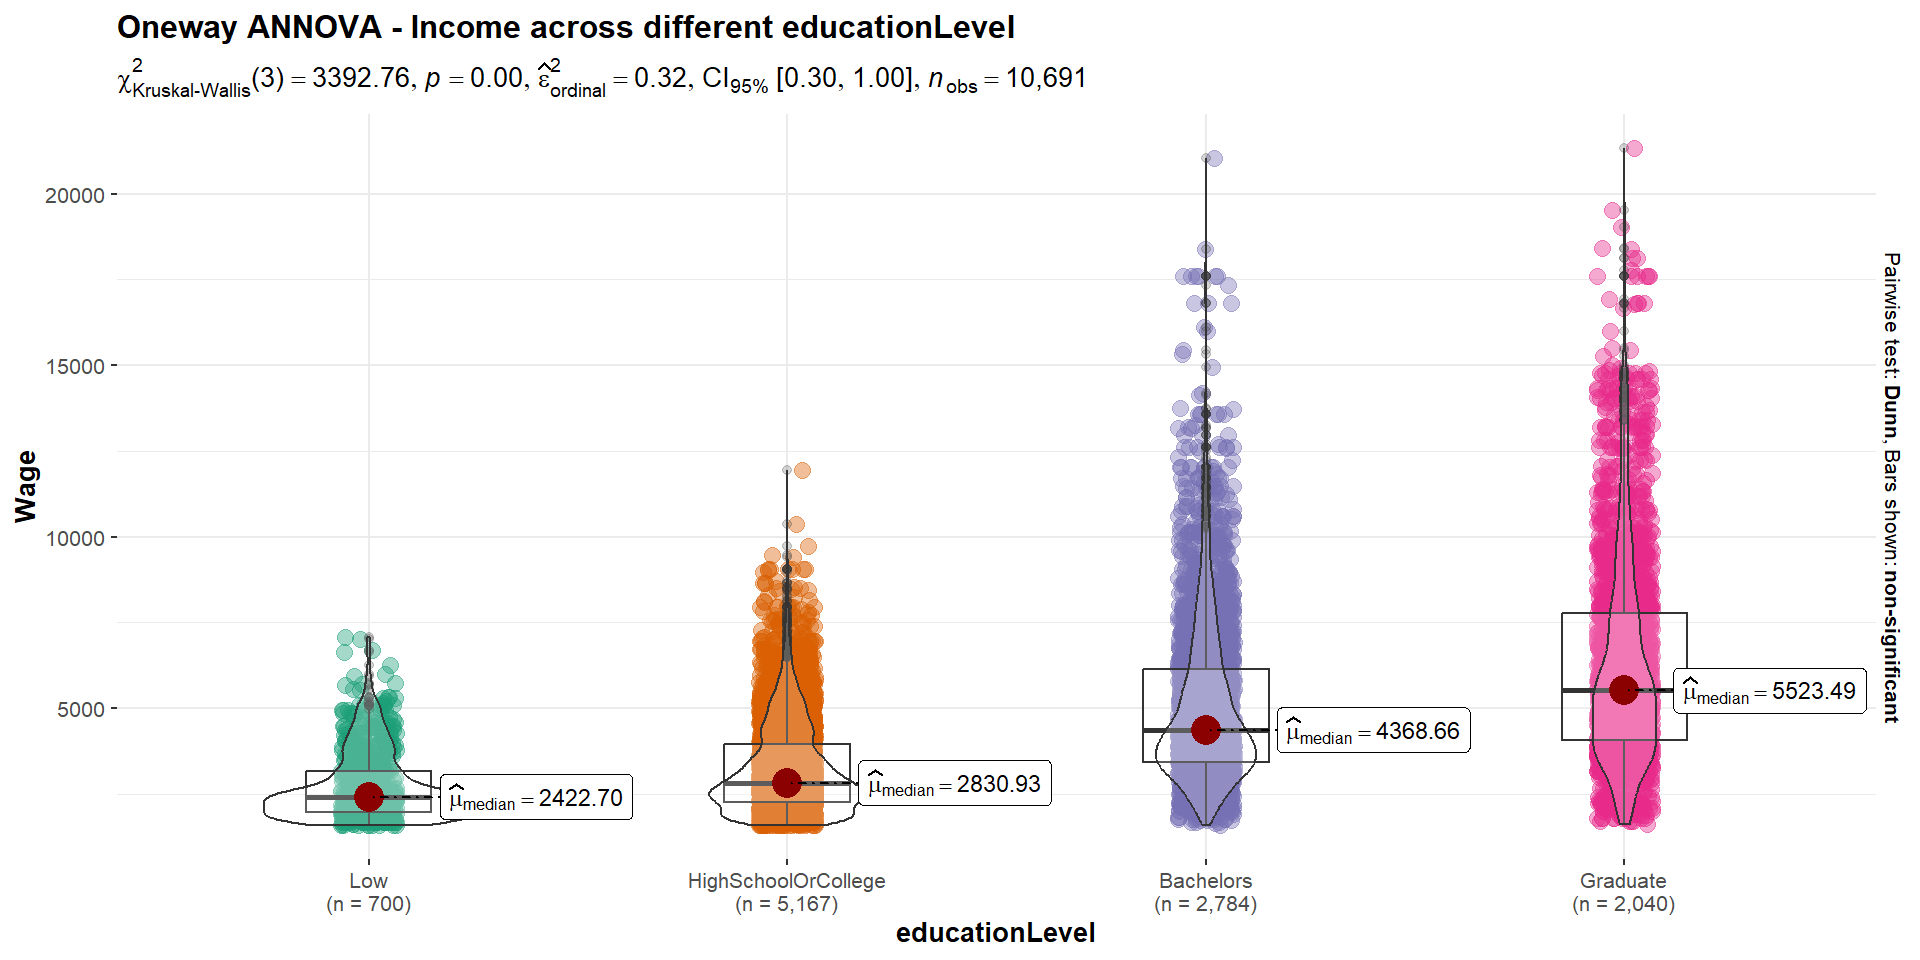 Oneway ANNOVA - Income across different educationLevel
χ²Kruskal-Wallis(3) = 3392.76, p = 0.00, ε̂²ordinal = 0.32, CI95% [0.30, 1.00], nobs = 10,691
Wage
20000
15000
10000
5000
μ̂median = 2422.70
μ̂median = 2830.93
μ̂median = 4368.66
μ̂median = 5523.49
Pairwise test: Dunn, Bars shown: non-significant
Low
(n = 700)
HighSchoolOrCollege
(n = 5,167)
Bachelors
(n = 2,784)
Graduate
(n = 2,040)
educationLevel